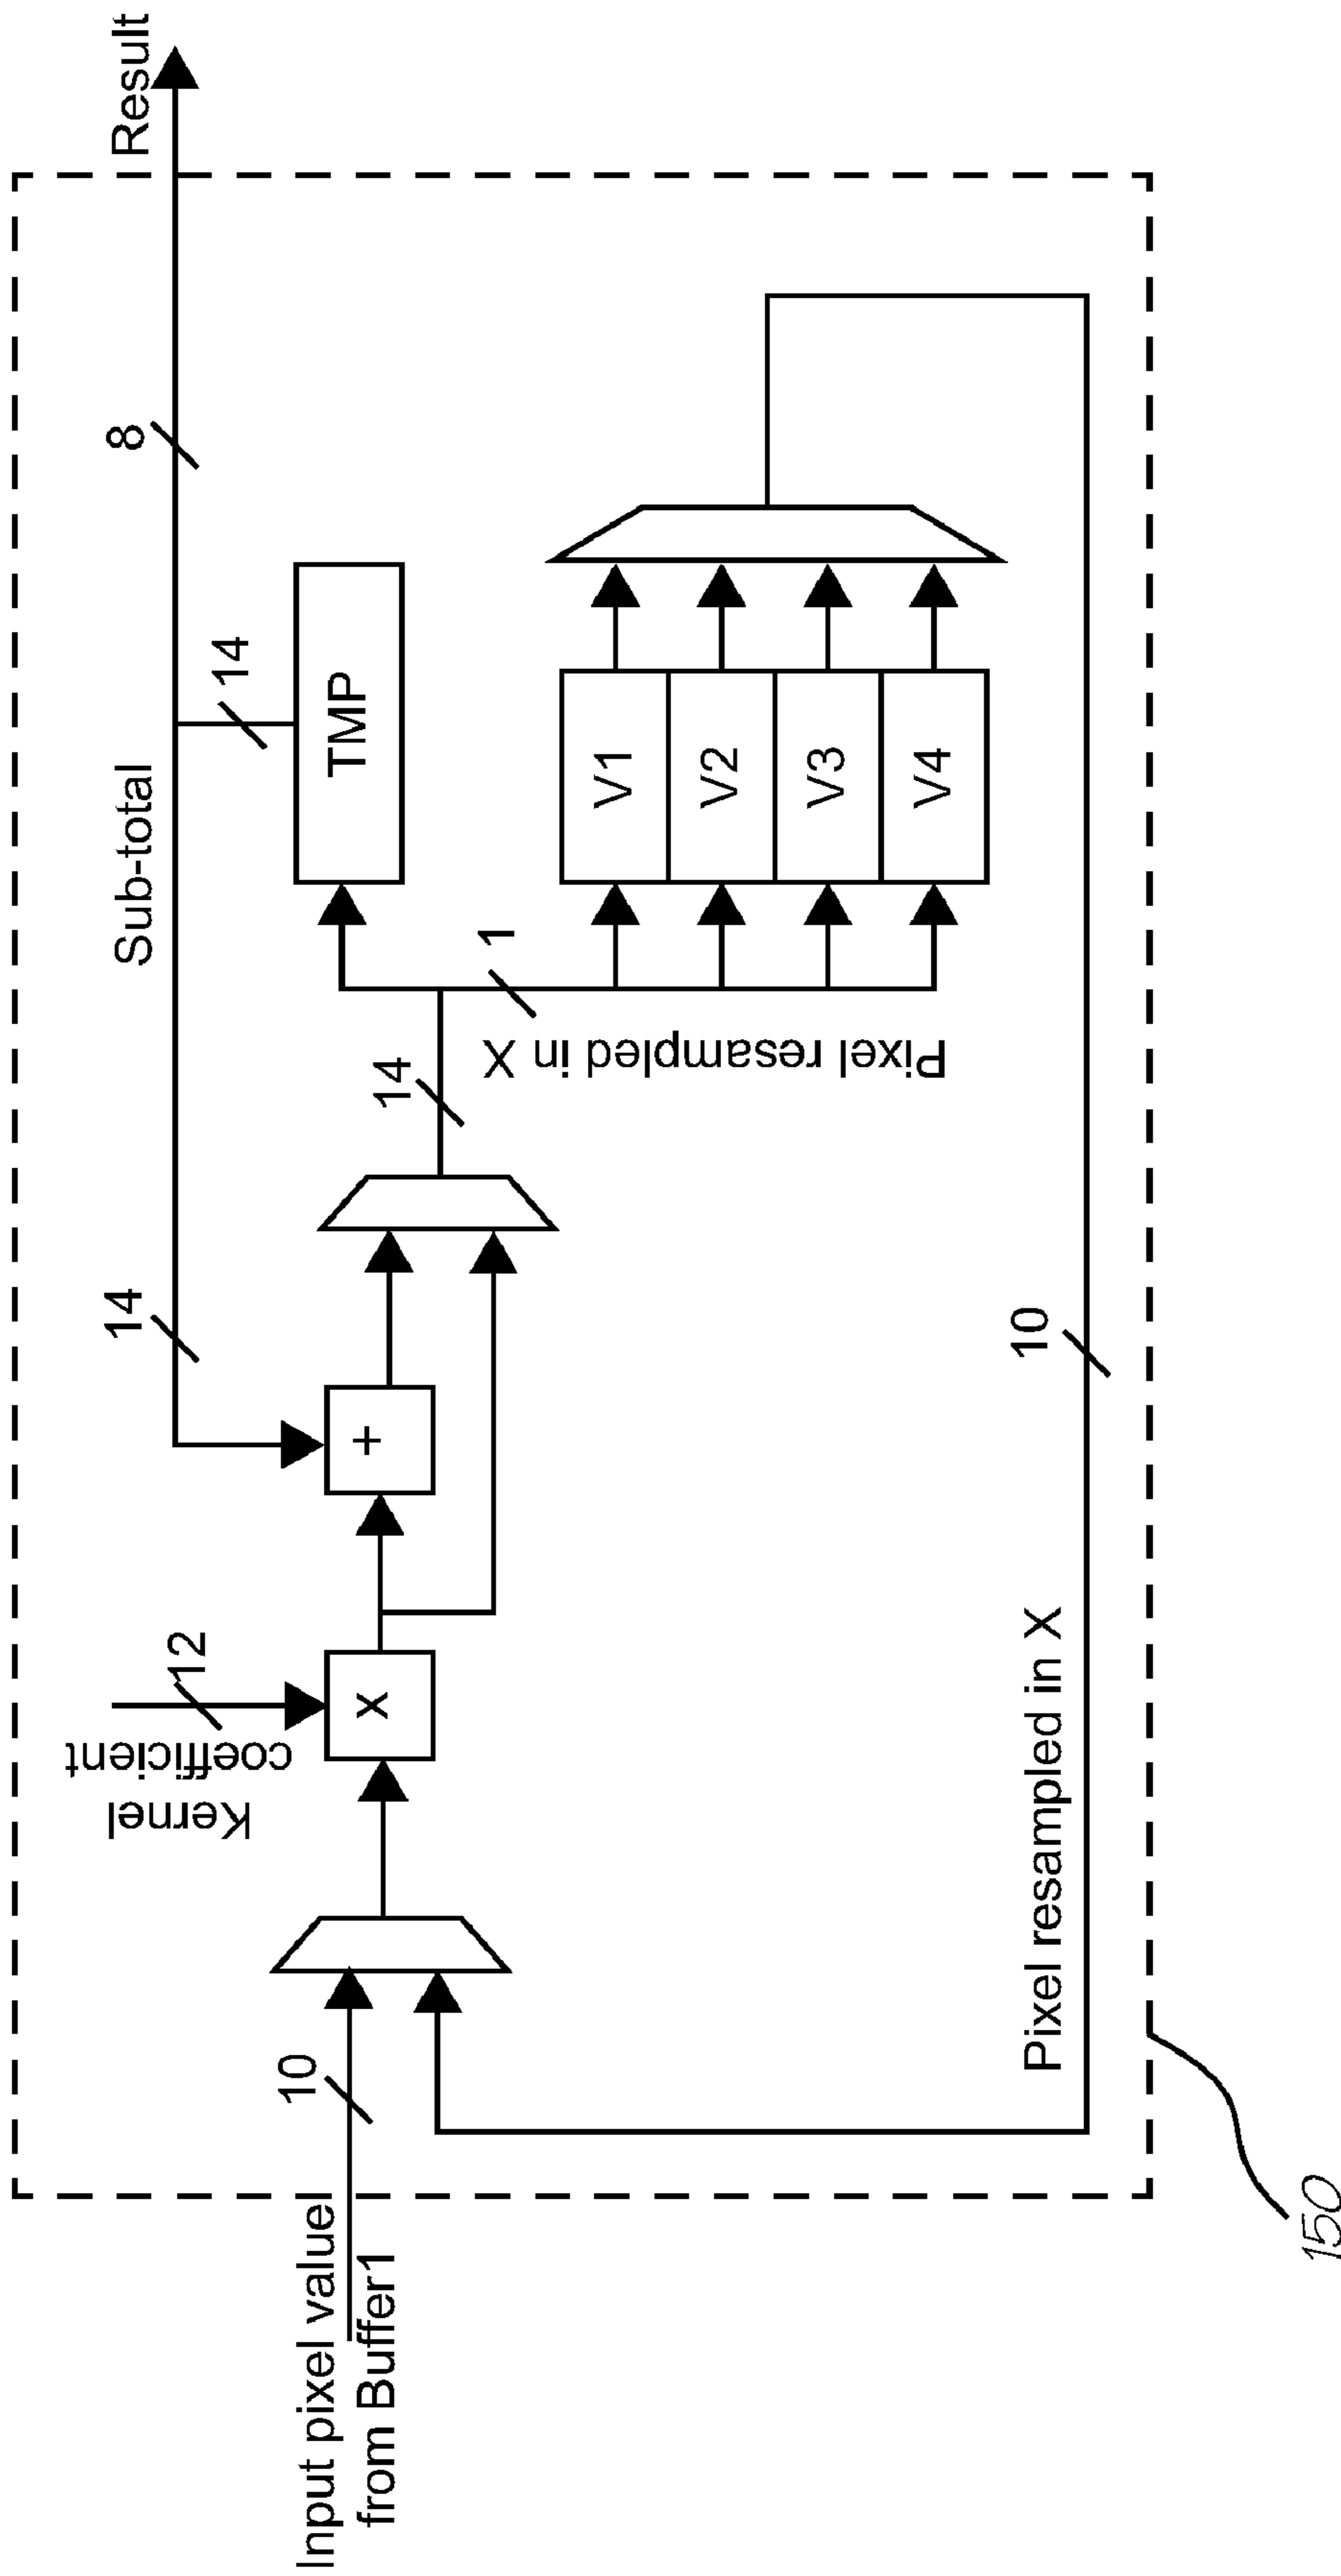 Result
8
Sub-total
14
TMP
14
12
Kernel
coefficient
x
+
14
1
Pixel resampled in X
V1
V2
V3
V4
10
Input pixel value
from Buffer1
10
Pixel resampled in X
150